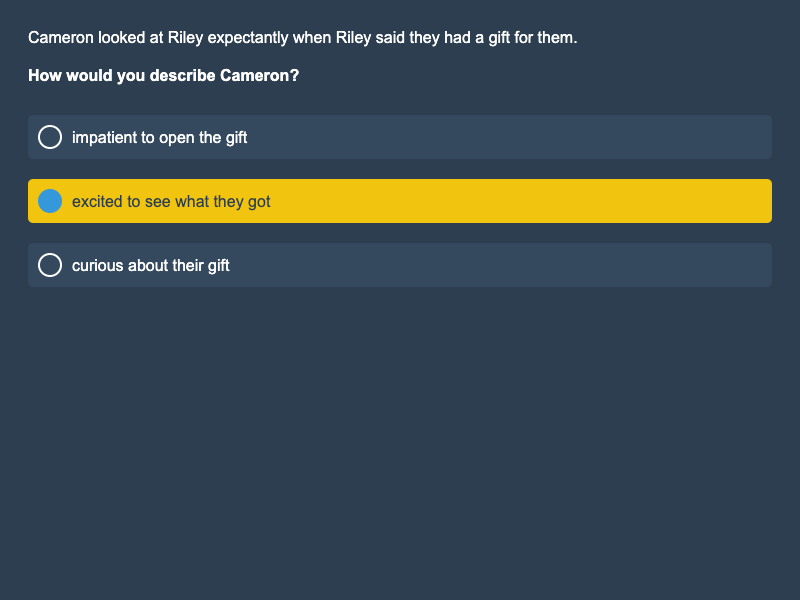 Cameron looked at Riley expectantly when Riley said they had a gift for them.
How would you describe Cameron?
impatient to open the gift
excited to see what they got
curious about their gift